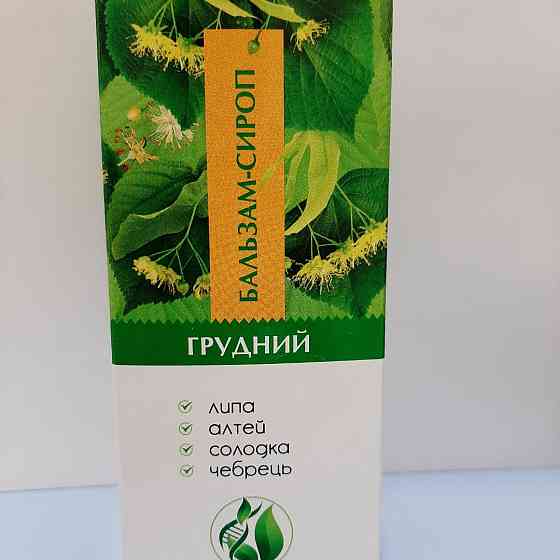 БАЛЬЗАМ-СИРОП
ГРУДНИЙ
липа
алтей
солодка
чебрець